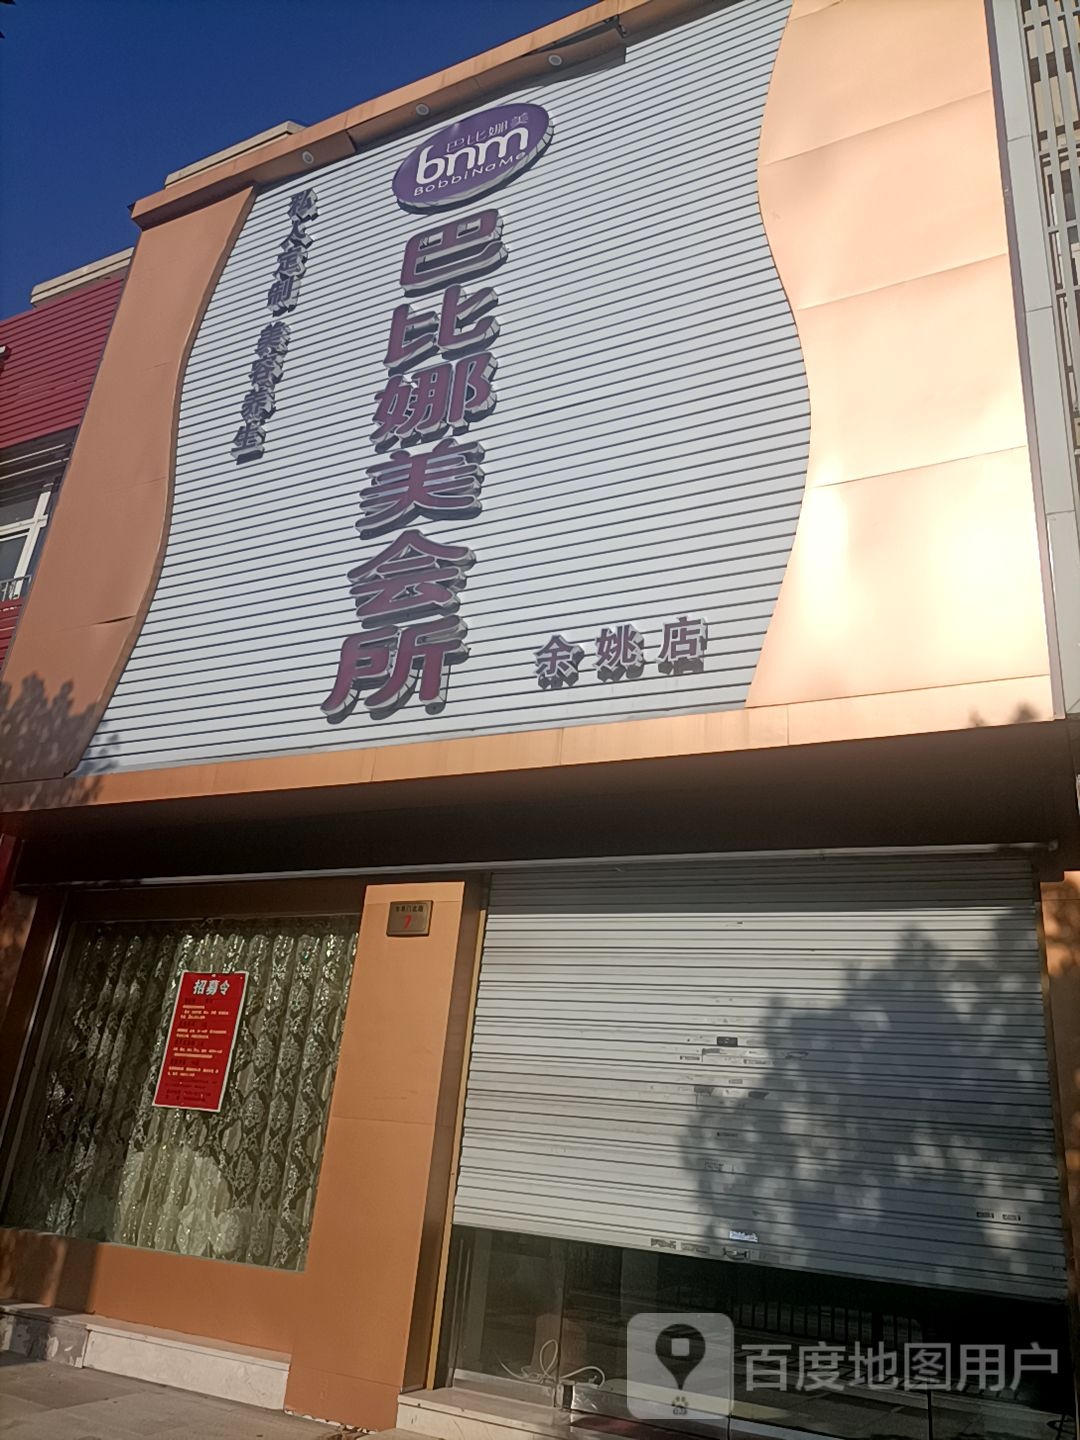 巴比娜美
bnm
BobbiNaMe
私人定制 美容养生
巴比娜美会所
余姚店
7
招募令
百度地图用户